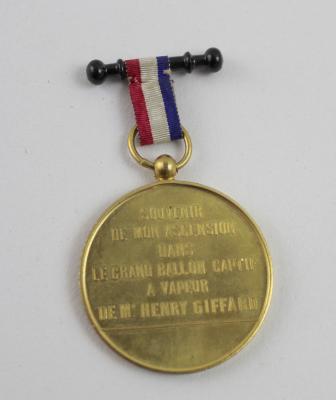 SOUVENIR
DE MON ASCENSION
DANS
LE GRAND BALLON CAPTIF
A VAPEUR
DE MR HENRY GIFFARD